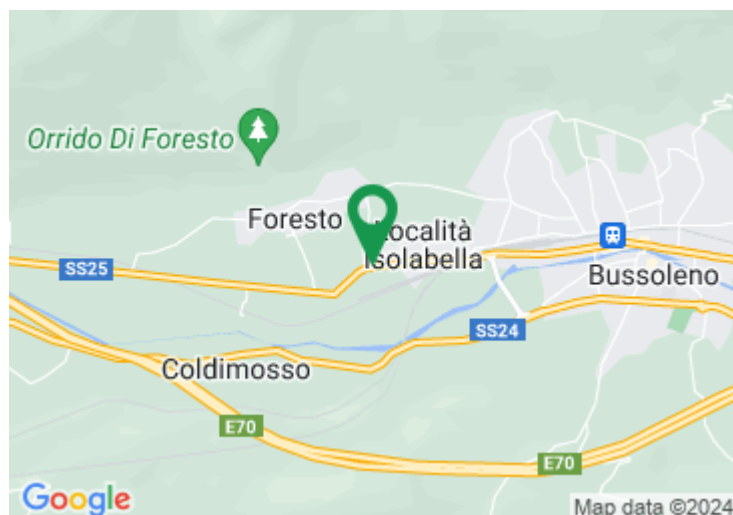 Orrido Di Foresto
Foresto
Località
Isolabella
SS25
Bussoleno
SS24
Coldimosso
E70
E70
Google
Map data ©2024